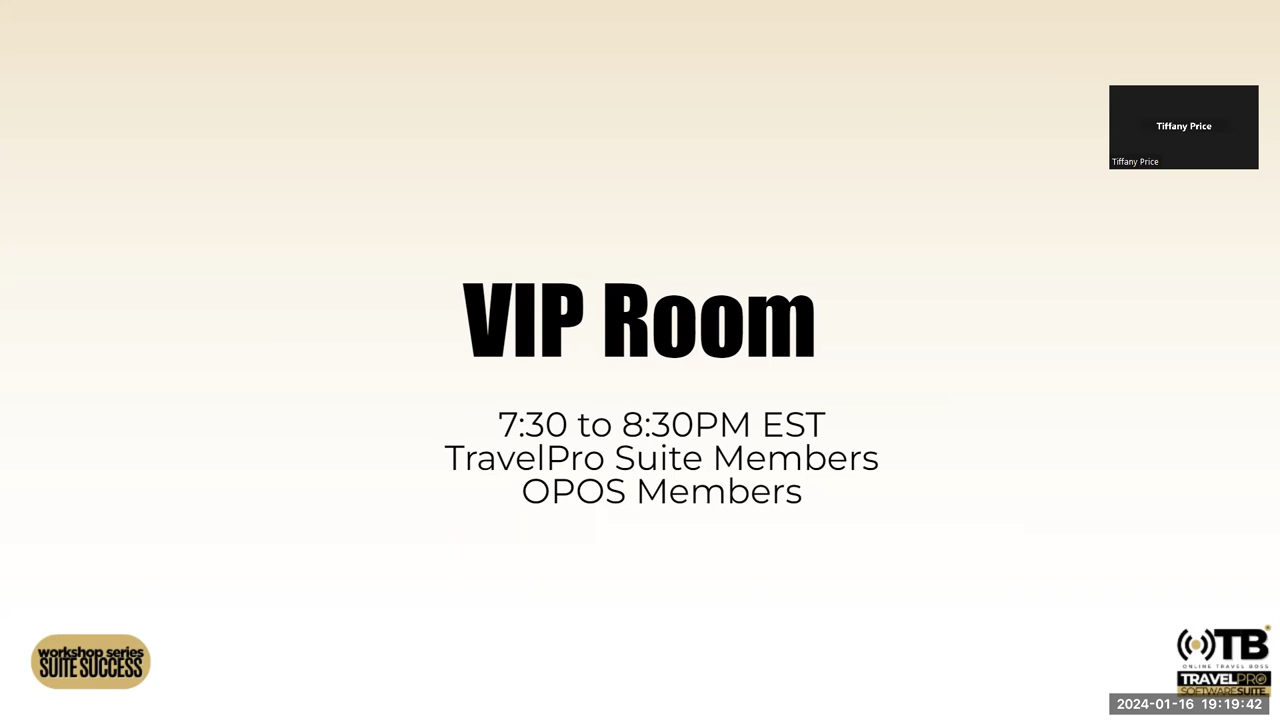 Tiffany Price
Tiffany Price
VIP Room
7:30 to 8:30PM EST
TravelPro Suite Members
OPOS Members
workshop series
SUITE SUCCESS
OTB
ONLINE TRAVEL BOSS
TRAVELPRO
SOFTWARE SUITE
2024-01-16 19:19:42